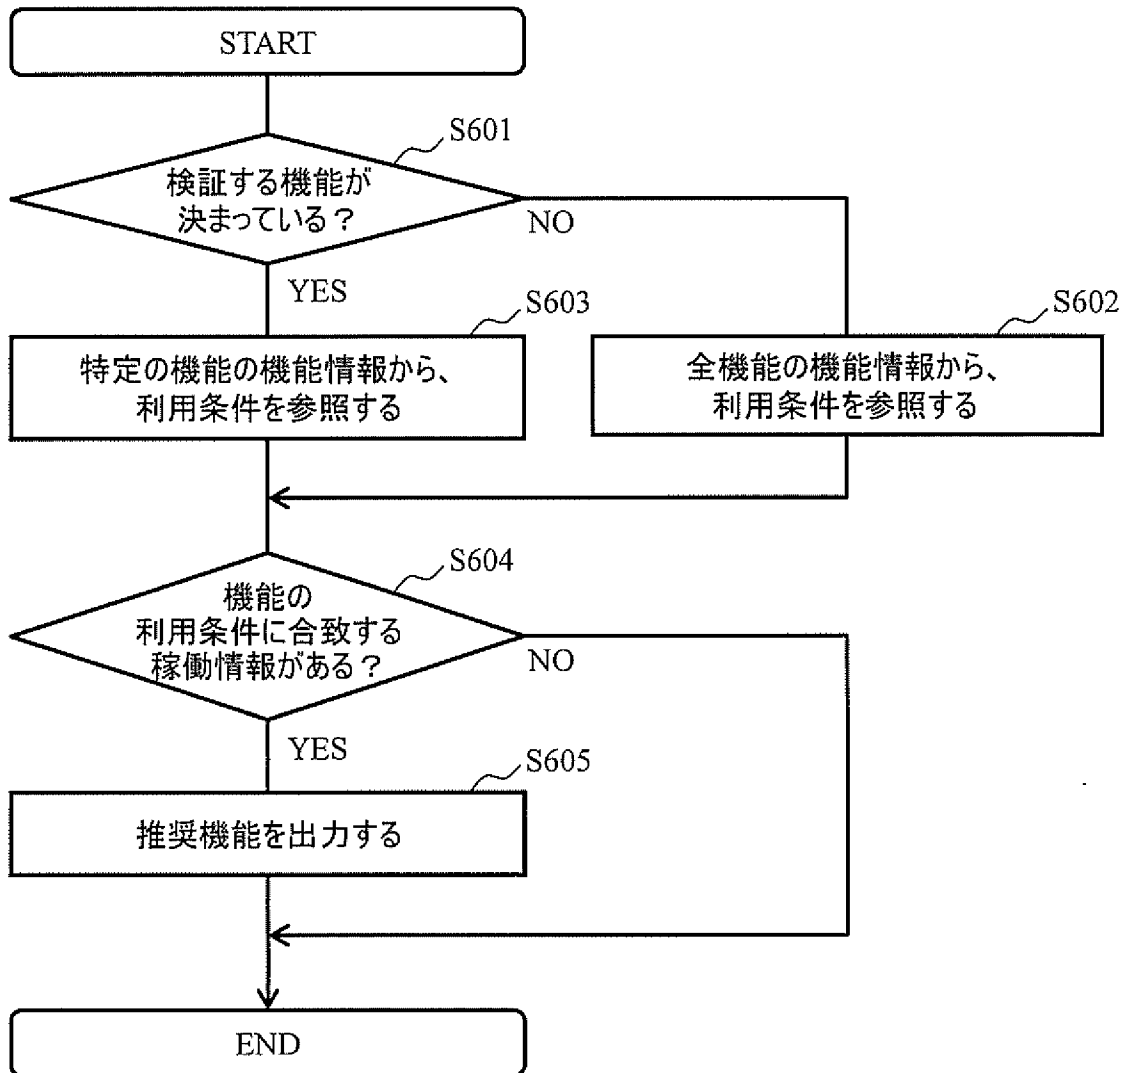 START
S601
検証する機能が
決まっている？
NO
YES
S603
特定の機能の機能情報から、
利用条件を参照する
S602
全機能の機能情報から、
利用条件を参照する
S604
機能の
利用条件に合致する
稼働情報がある？
NO
YES
S605
推奨機能を出力する
END